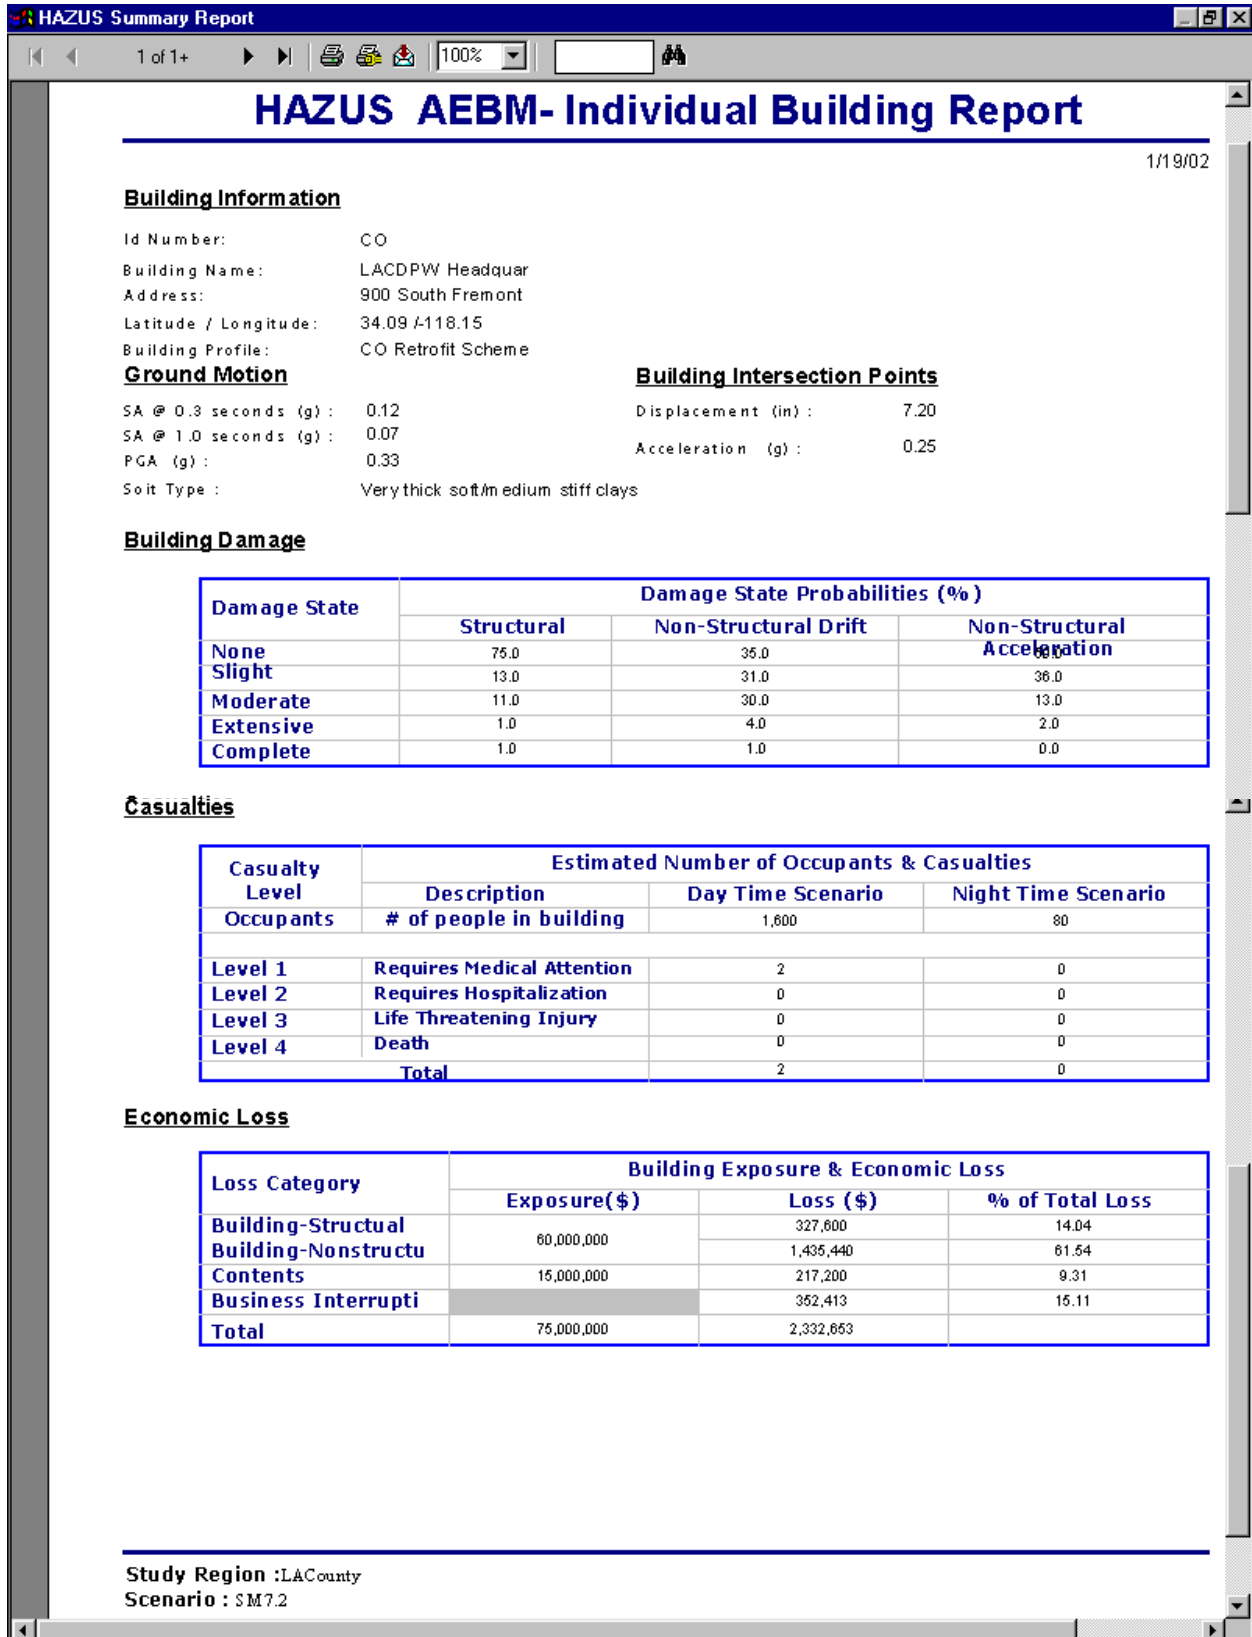 HAZUS Summary Report
1 of 1+ 100%
HAZUS AEBM- Individual Building Report
1/19/02
Building Information
Id Number: CO
Building Name: LACDPW Headquar
Address: 900 South Fremont
Latitude / Longitude: 34.09 /-118.15
Building Profile: CO Retrofit Scheme
Ground Motion Building Intersection Points
SA @ 0.3 seconds (g) : 0.12 Displacement (in) : 7.20
SA @ 1.0 seconds (g) : 0.07
PGA (g) : 0.33 Acceleration (g) : 0.25
Soit Type : Very thick soft/medium stiff clays
Building Damage
Damage State Damage State Probabilities (%)
Structural Non-Structural Drift Non-Structural Acceleration
None 75.0 35.0
Slight 13.0 31.0 36.0
Moderate 11.0 30.0 13.0
Extensive 1.0 4.0 2.0
Complete 1.0 1.0 0.0
Casualties
Casualty Level Estimated Number of Occupants & Casualties
Description Day Time Scenario Night Time Scenario
Occupants # of people in building 1,600 80
Level 1 Requires Medical Attention 2 0
Level 2 Requires Hospitalization 0 0
Level 3 Life Threatening Injury 0 0
Level 4 Death 0 0
Total 2 0
Economic Loss
Loss Category Building Exposure & Economic Loss
Exposure($) Loss ($) % of Total Loss
Building-Structual 60,000,000 327,600 14.04
Building-Nonstructu 1,435,440 61.54
Contents 15,000,000 217,200 9.31
Business Interrupti 352,413 15.11
Total 75,000,000 2,332,653
Study Region :LACounty
Scenario : SM7.2